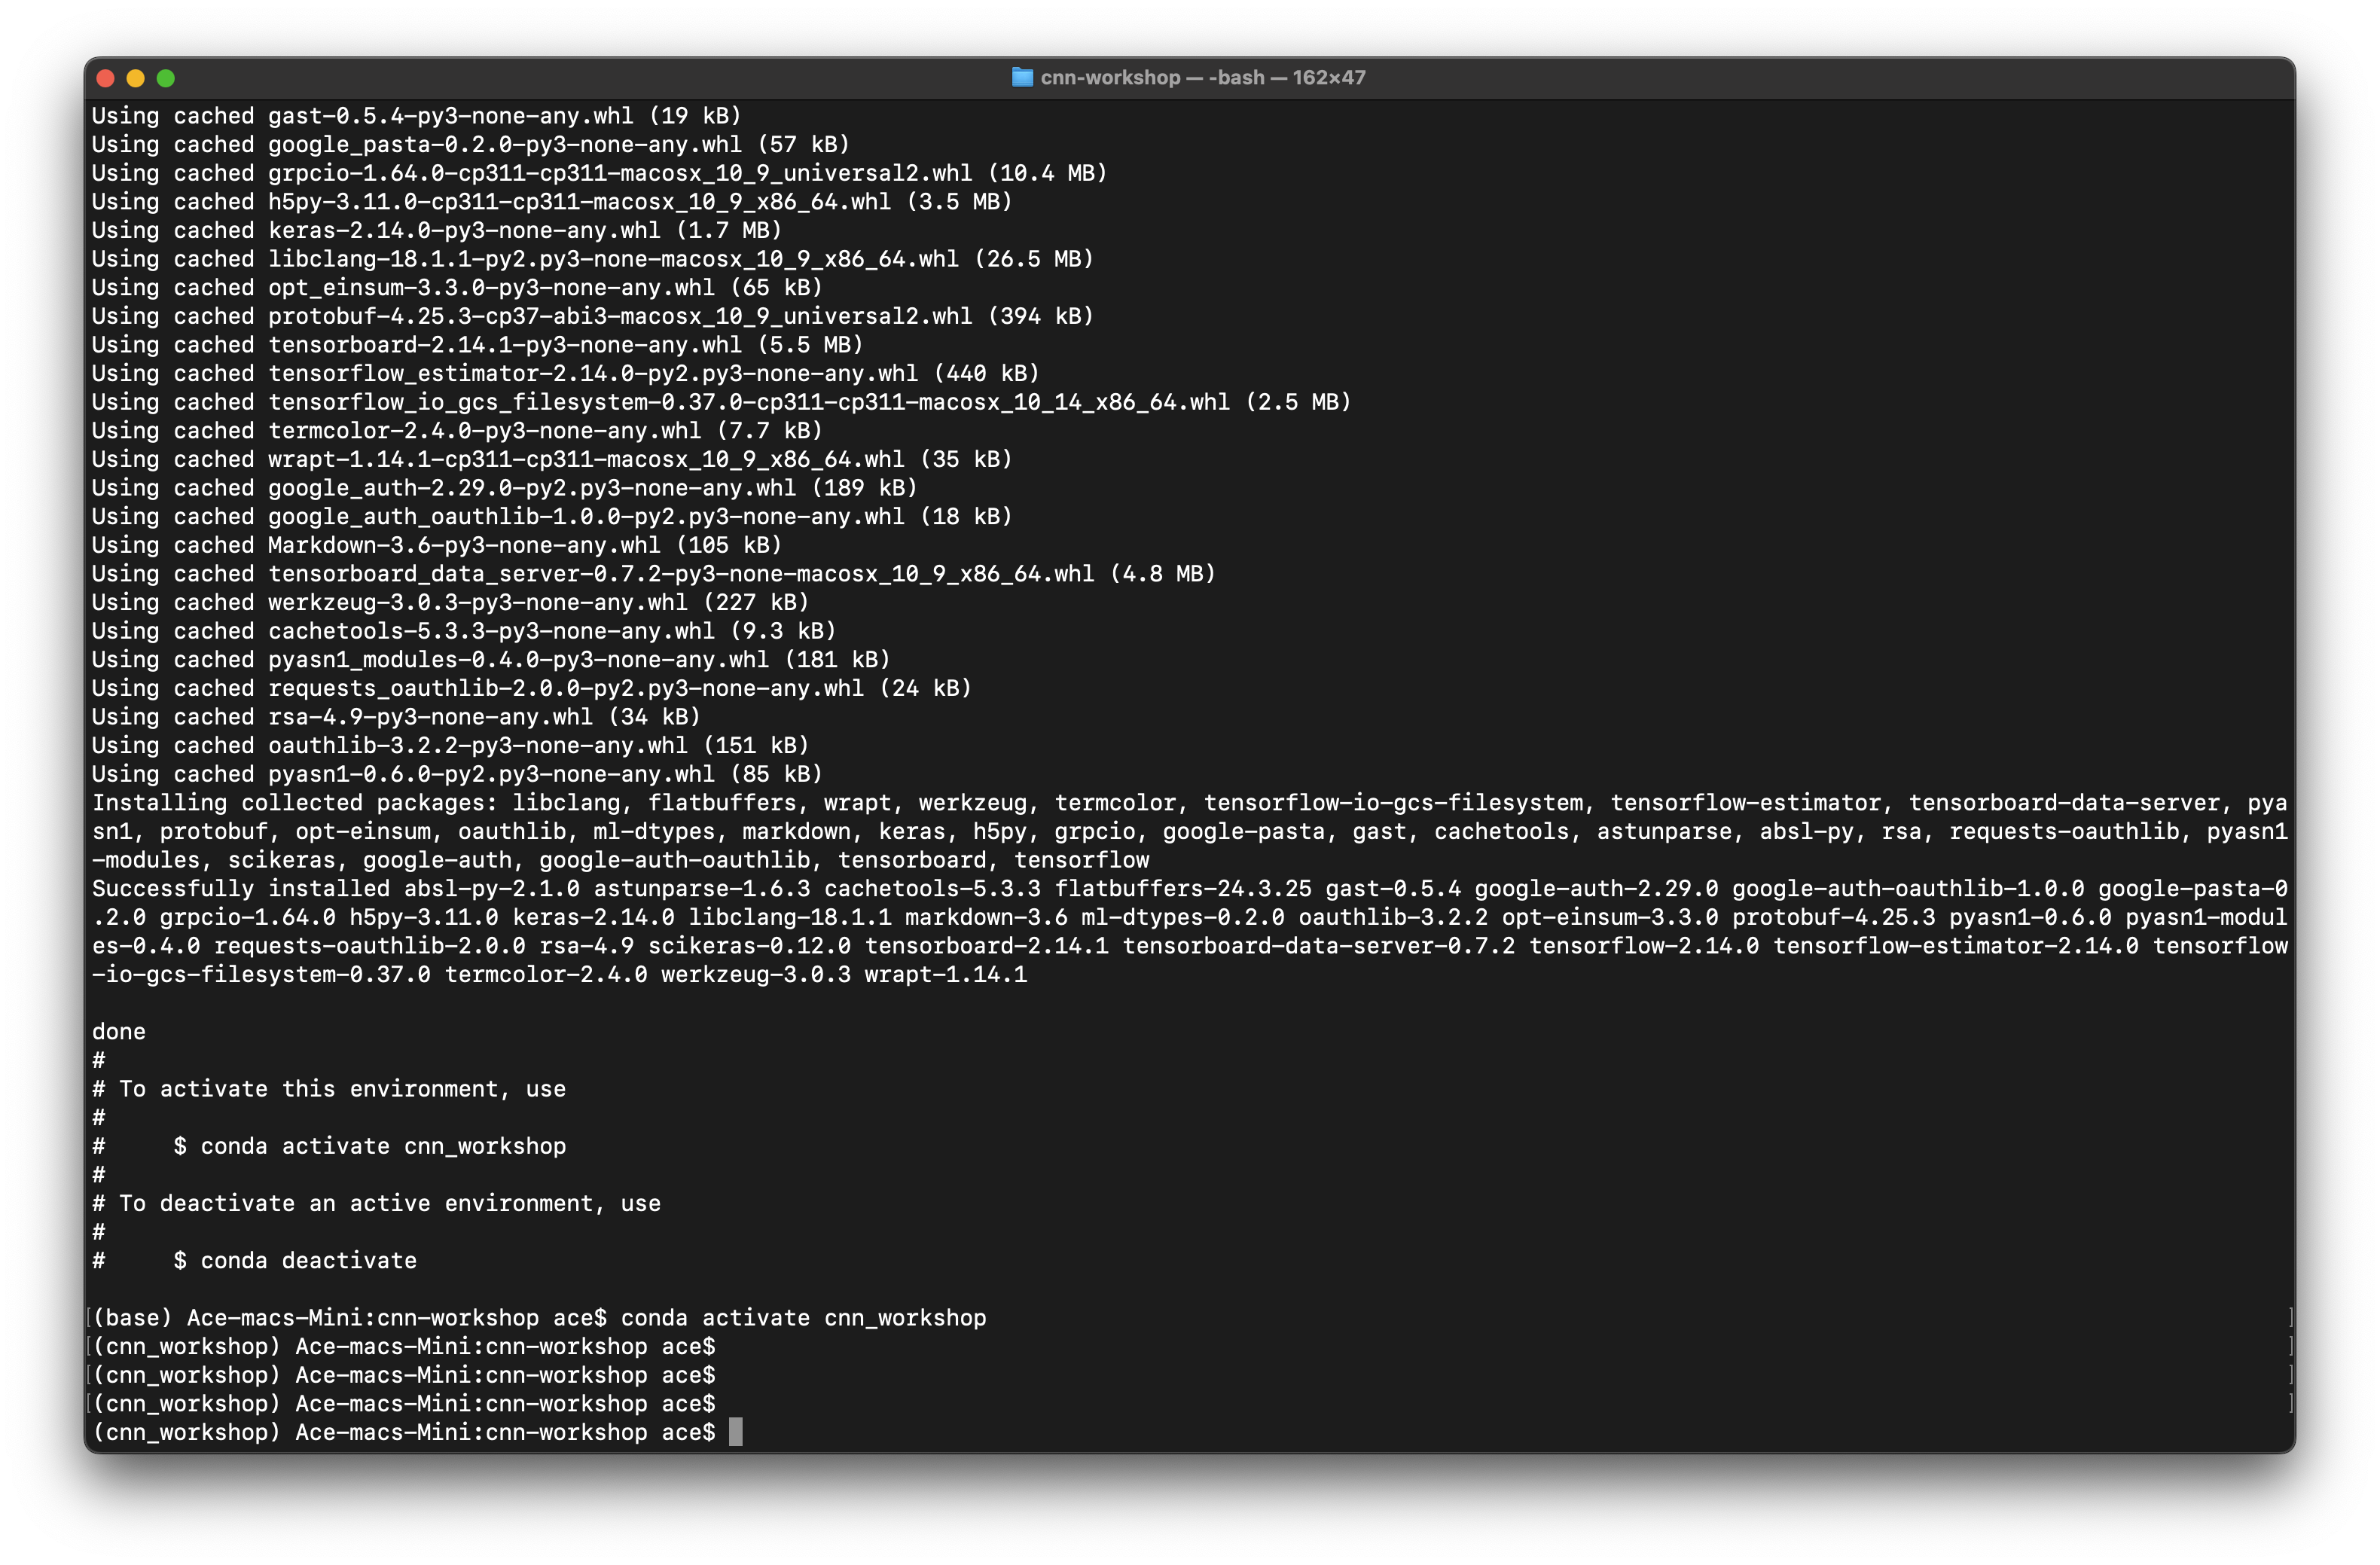 cnn-workshop — -bash — 162×47
Using cached gast-0.5.4-py3-none-any.whl (19 kB)
Using cached google_pasta-0.2.0-py3-none-any.whl (57 kB)
Using cached grpcio-1.64.0-cp311-cp311-macosx_10_9_universal2.whl (10.4 MB)
Using cached h5py-3.11.0-cp311-cp311-macosx_10_9_x86_64.whl (3.5 MB)
Using cached keras-2.14.0-py3-none-any.whl (1.7 MB)
Using cached libclang-18.1.1-py2.py3-none-macosx_10_9_x86_64.whl (26.5 MB)
Using cached opt_einsum-3.3.0-py3-none-any.whl (65 kB)
Using cached protobuf-4.25.3-cp37-abi3-macosx_10_9_universal2.whl (394 kB)
Using cached tensorboard-2.14.1-py3-none-any.whl (5.5 MB)
Using cached tensorflow_estimator-2.14.0-py2.py3-none-any.whl (440 kB)
Using cached tensorflow_io_gcs_filesystem-0.37.0-cp311-cp311-macosx_10_14_x86_64.whl (2.5 MB)
Using cached termcolor-2.4.0-py3-none-any.whl (7.7 kB)
Using cached wrapt-1.14.1-cp311-cp311-macosx_10_9_x86_64.whl (35 kB)
Using cached google_auth-2.29.0-py2.py3-none-any.whl (189 kB)
Using cached google_auth_oauthlib-1.0.0-py2.py3-none-any.whl (18 kB)
Using cached Markdown-3.6-py3-none-any.whl (105 kB)
Using cached tensorboard_data_server-0.7.2-py3-none-macosx_10_9_x86_64.whl (4.8 MB)
Using cached werkzeug-3.0.3-py3-none-any.whl (227 kB)
Using cached cachetools-5.3.3-py3-none-any.whl (9.3 kB)
Using cached pyasn1_modules-0.4.0-py3-none-any.whl (181 kB)
Using cached requests_oauthlib-2.0.0-py2.py3-none-any.whl (24 kB)
Using cached rsa-4.9-py3-none-any.whl (34 kB)
Using cached oauthlib-3.2.2-py3-none-any.whl (151 kB)
Using cached pyasn1-0.6.0-py2.py3-none-any.whl (85 kB)
Installing collected packages: libclang, flatbuffers, wrapt, werkzeug, termcolor, tensorflow-io-gcs-filesystem, tensorflow-estimator, tensorboard-data-server, pya
sn1, protobuf, opt-einsum, oauthlib, ml-dtypes, markdown, keras, h5py, grpcio, google-pasta, gast, cachetools, astunparse, absl-py, rsa, requests-oauthlib, pyasn1
-modules, scikeras, google-auth, google-auth-oauthlib, tensorboard, tensorflow
Successfully installed absl-py-2.1.0 astunparse-1.6.3 cachetools-5.3.3 flatbuffers-24.3.25 gast-0.5.4 google-auth-2.29.0 google-auth-oauthlib-1.0.0 google-pasta-0
.2.0 grpcio-1.64.0 h5py-3.11.0 keras-2.14.0 libclang-18.1.1 markdown-3.6 ml-dtypes-0.2.0 oauthlib-3.2.2 opt-einsum-3.3.0 protobuf-4.25.3 pyasn1-0.6.0 pyasn1-modul
es-0.4.0 requests-oauthlib-2.0.0 rsa-4.9 scikeras-0.12.0 tensorboard-2.14.1 tensorboard-data-server-0.7.2 tensorflow-2.14.0 tensorflow-estimator-2.14.0 tensorflow
-io-gcs-filesystem-0.37.0 termcolor-2.4.0 werkzeug-3.0.3 wrapt-1.14.1
done
#
# To activate this environment, use
#
#     $ conda activate cnn_workshop
#
# To deactivate an active environment, use
#
#     $ conda deactivate
[(base) Ace-macs-Mini:cnn-workshop ace$ conda activate cnn_workshop ]
[(cnn_workshop) Ace-macs-Mini:cnn-workshop ace$ ]
[(cnn_workshop) Ace-macs-Mini:cnn-workshop ace$ ]
[(cnn_workshop) Ace-macs-Mini:cnn-workshop ace$ ]
(cnn_workshop) Ace-macs-Mini:cnn-workshop ace$